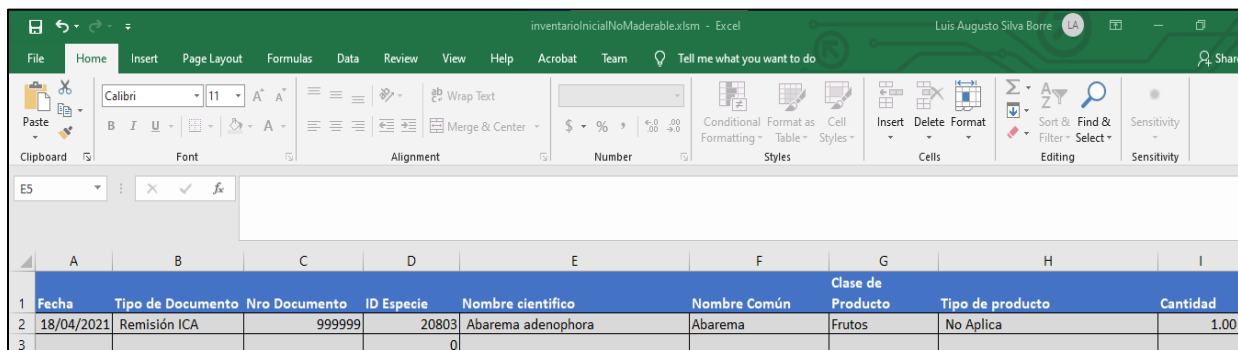 inventarioInicialNoMaderable.xlsm - Excel
Luis Augusto Silva Borre LA
File Home Insert Page Layout Formulas Data Review View Help Acrobat Team Tell me what you want to do Share
Paste
Calibri 11 A A
B I U A
ab Wrap Text
Merge & Center
$ % ,
Conditional Formatting
Format as Table
Cell Styles
Insert Delete Format
Sort & Filter
Find & Select
Sensitivity
Clipboard Font Alignment Number Styles Cells Editing Sensitivity
E5 fx
A B C D E F G H I
1 Fecha Tipo de Documento Nro Documento ID Especie Nombre cientifico Nombre Común Clase de Producto Tipo de producto Cantidad
2 18/04/2021 Remisión ICA 999999 20803 Abarema adenophora Abarema Frutos No Aplica 1.00
3 0